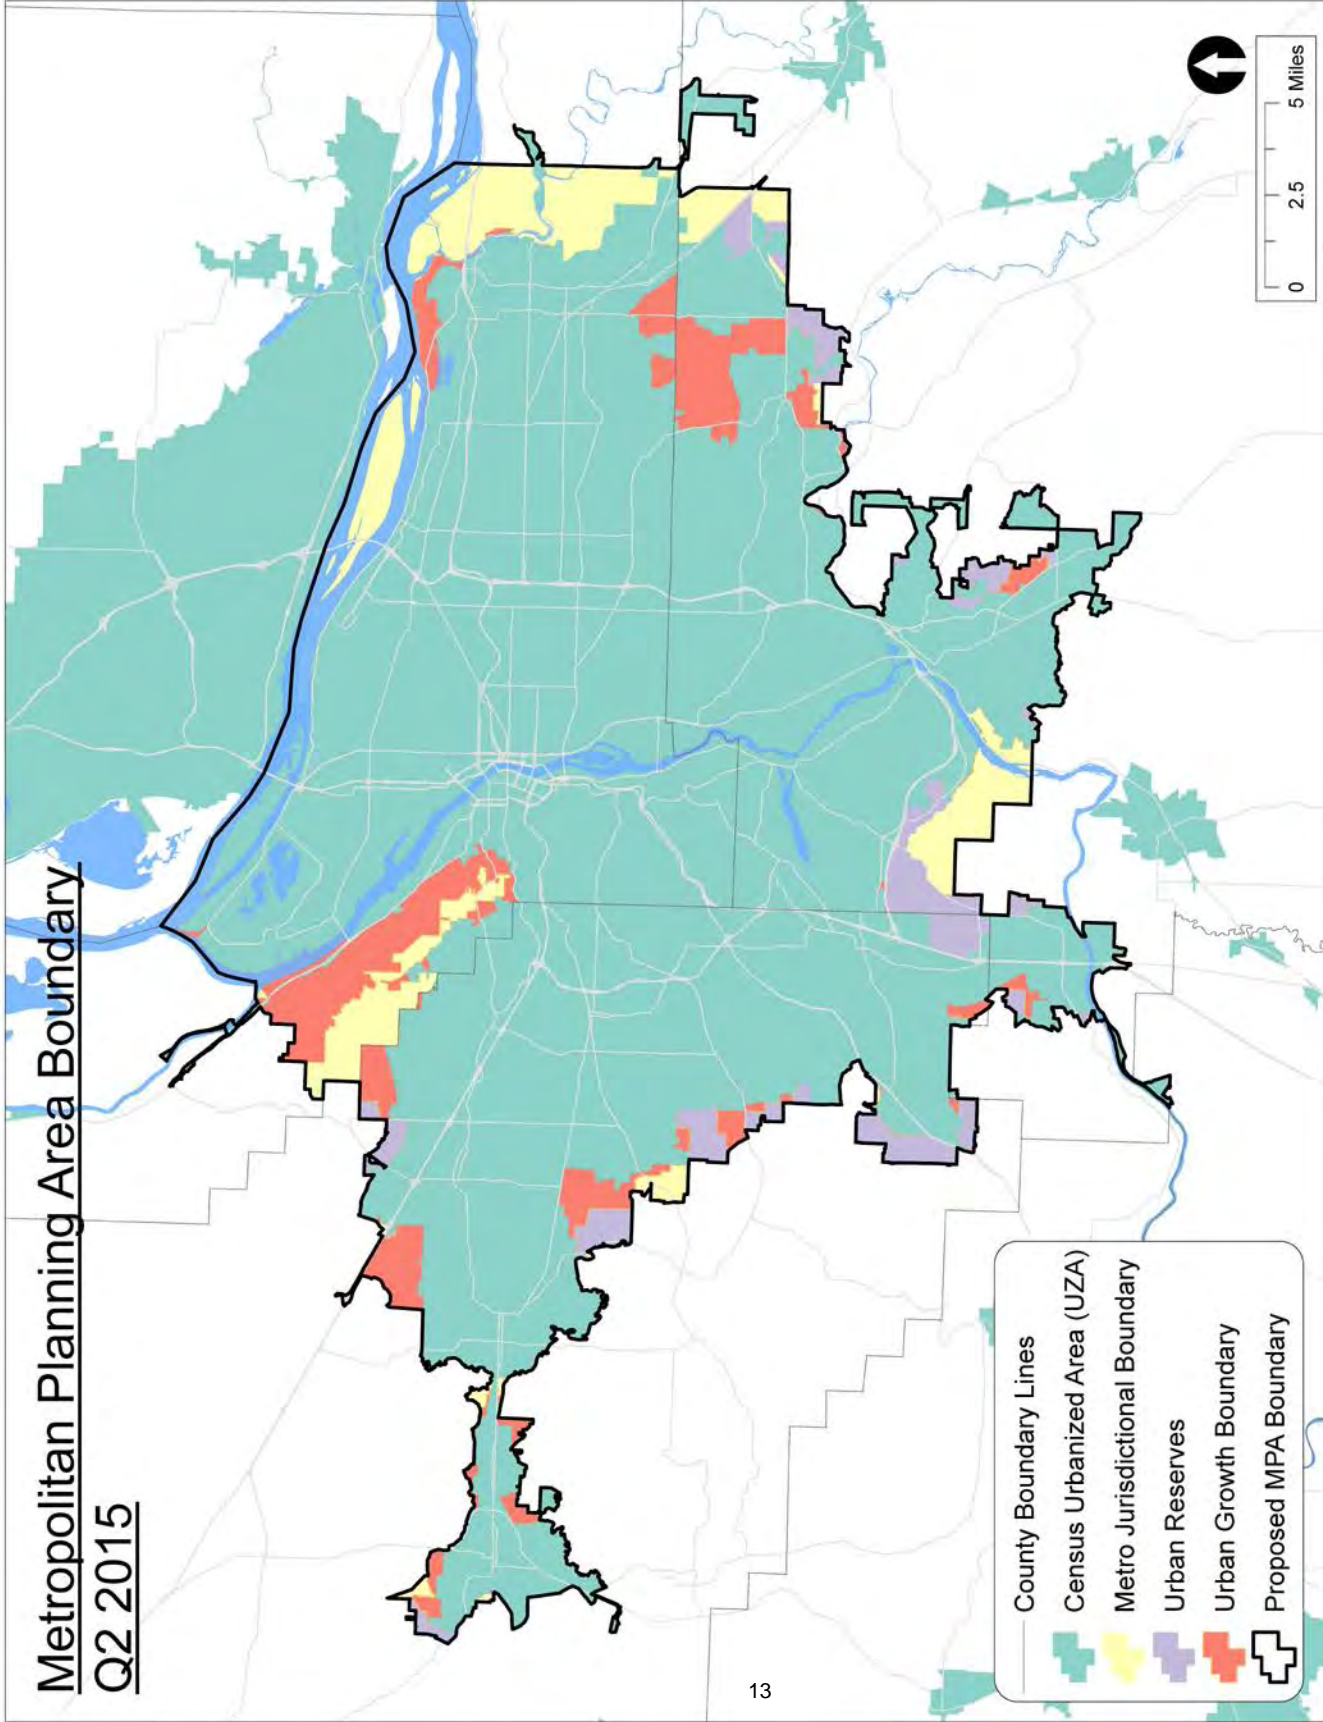 Metropolitan Planning Area Boundary
Q2 2015
0 2.5 5 Miles
County Boundary Lines
Census Urbanized Area (UZA)
Metro Jurisdictional Boundary
Urban Reserves
Urban Growth Boundary
Proposed MPA Boundary
13